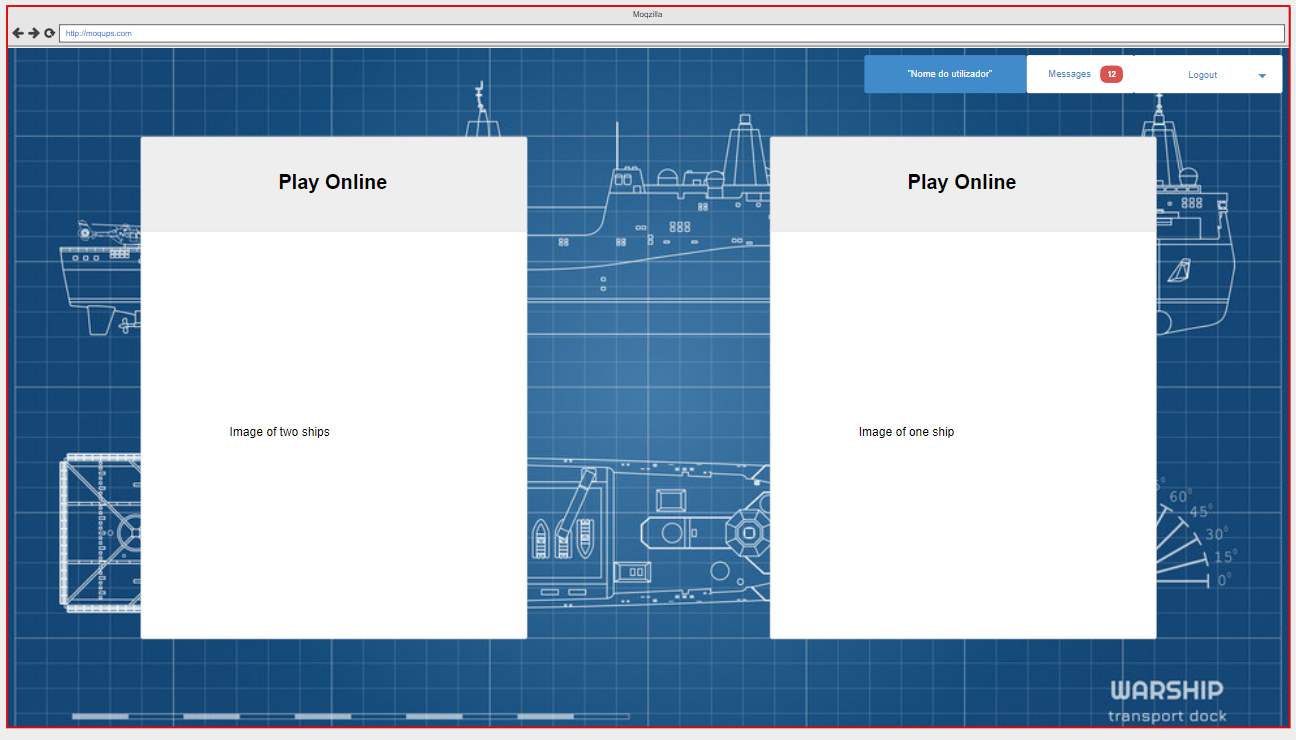 Moqzilla
http://moqups.com
"Nome do utilizador"
Messages 12
Logout
Play Online
Play Online
Image of two ships
Image of one ship
60°
45°
30°
15°
0°
WARSHIP
transport dock